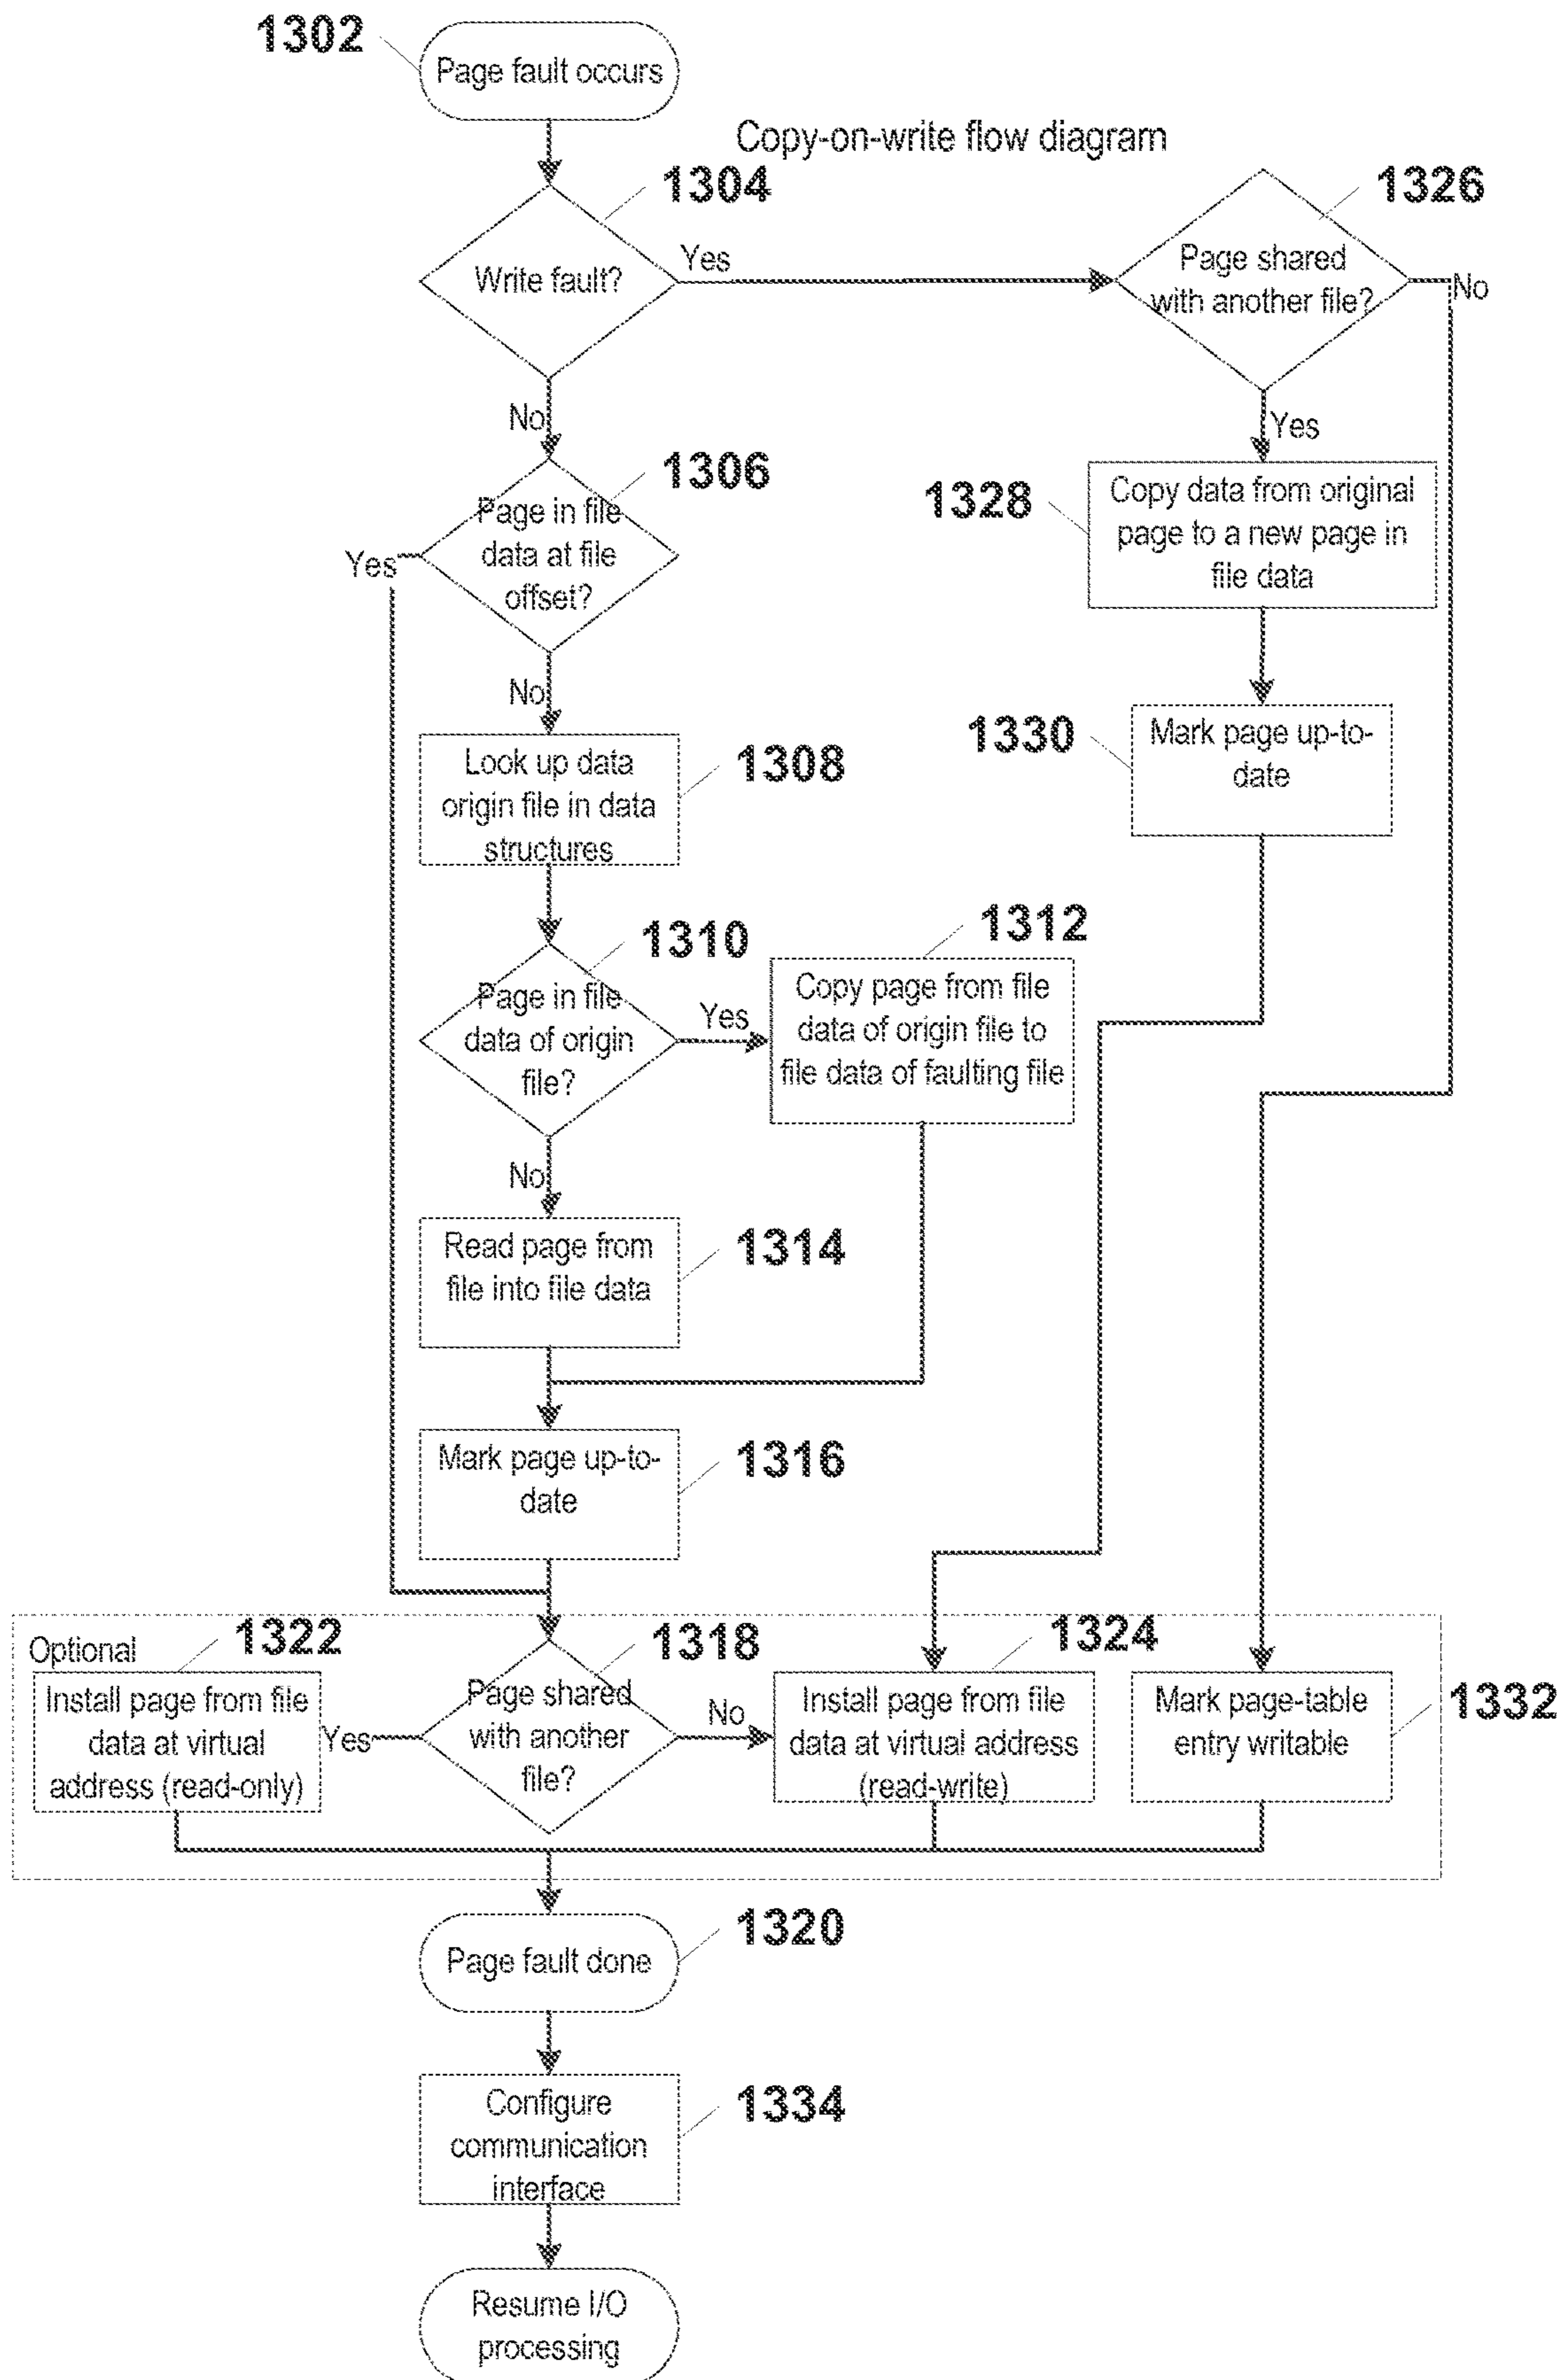 1302
Page fault occurs
Copy-on-write flow diagram
1304
1326
Write fault?
Yes
Page shared
with another file?
No
No
Yes
1306
Page in file
data at file
offset?
Yes
1328
Copy data from original
page to a new page in
file data
No
1308
Look up data
origin file in data
structures
1330
Mark page up-to-
date
1310
Page in file
data of origin
file?
Yes
1312
Copy page from file
data of origin file to
file data of faulting file
No
1314
Read page from
file into file data
1316
Mark page up-to-
date
Optional
1322
Install page from file
data at virtual
address (read-only)
Yes
1318
Page shared
with another
file?
No
1324
Install page from file
data at virtual address
(read-write)
Mark page-table
entry writable
1332
1320
Page fault done
1334
Configure
communication
interface
Resume I/O
processing